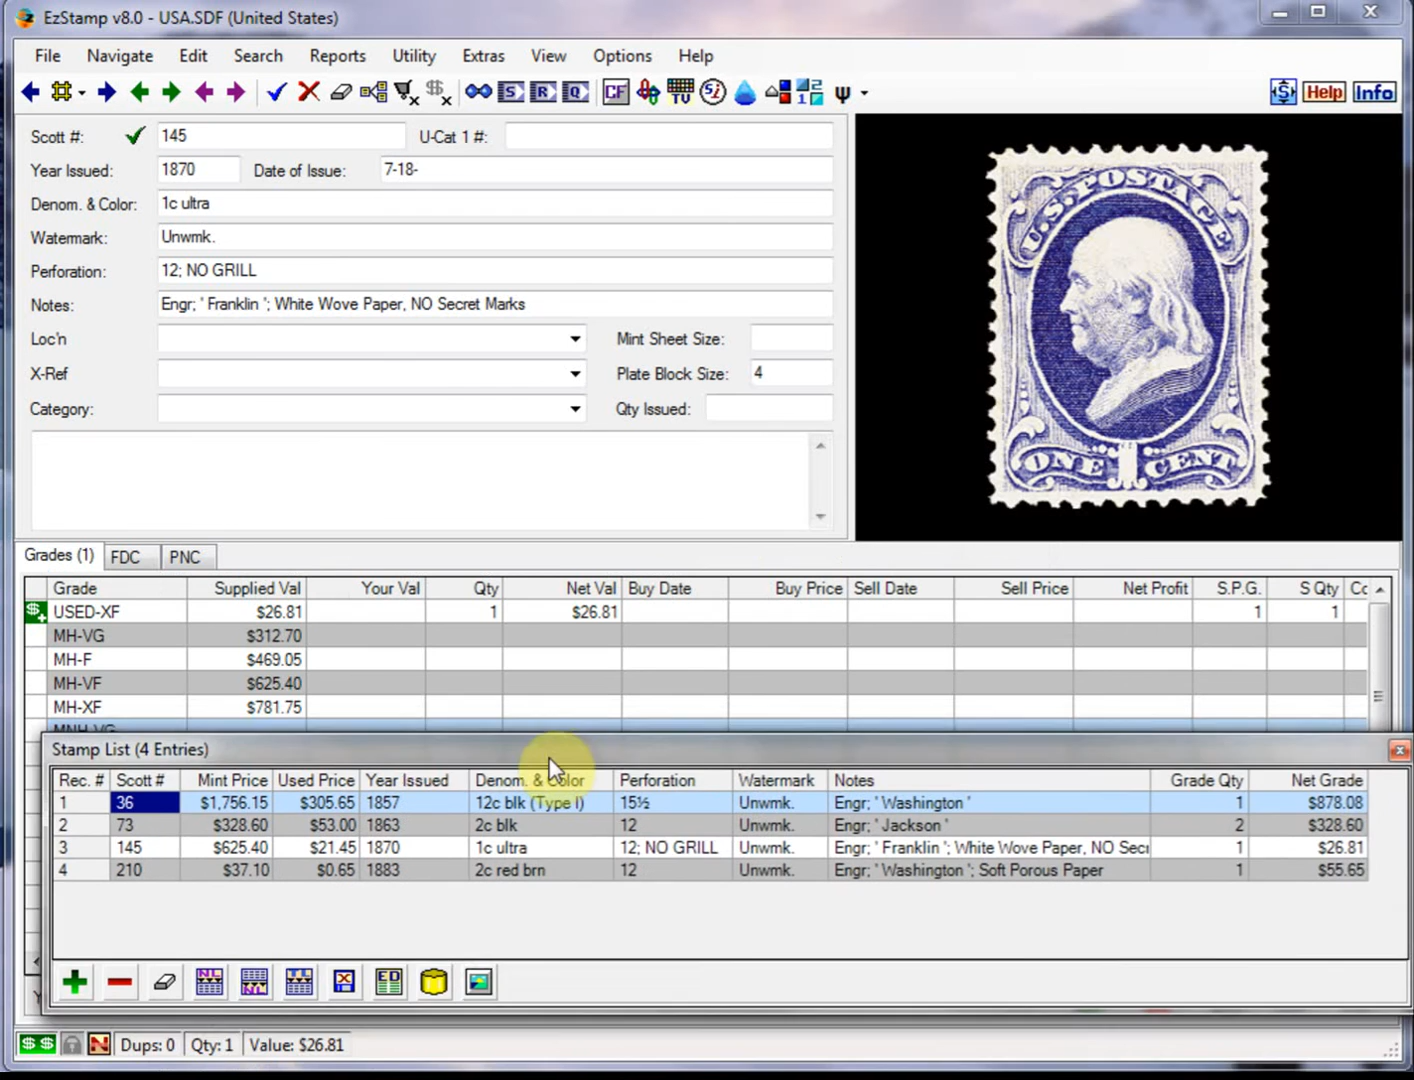 EzStamp v8.0 - USA.SDF (United States)
File Navigate Edit Search Reports Utility Extras View Options Help
S R Q CF TV Help Info
Scott #: 145 U-Cat 1 #:
Year Issued: 1870 Date of Issue: 7-18-
Denom. & Color: 1c ultra
Watermark: Unwmk.
Perforation: 12; NO GRILL
Notes: Engr; ' Franklin '; White Wove Paper, NO Secret Marks
Loc'n Mint Sheet Size:
X-Ref Plate Block Size: 4
Category: Qty Issued:
U.S. POSTAGE
ONE 1 CENT
Grades (1) FDC PNC
Grade Supplied Val Your Val Qty Net Val Buy Date Buy Price Sell Date Sell Price Net Profit S.P.G. S Qty Cc
USED-XF $26.81 1 $26.81 1 1
MH-VG $312.70
MH-F $469.05
MH-VF $625.40
MH-XF $781.75
MNH-VG
Stamp List (4 Entries)
Rec. # Scott # Mint Price Used Price Year Issued Denom. & Color Perforation Watermark Notes Grade Qty Net Grade
1 36 $1,756.15 $305.65 1857 12c blk (Type I) 15½ Unwmk. Engr; ' Washington ' 1 $878.08
2 73 $328.60 $53.00 1863 2c blk 12 Unwmk. Engr; ' Jackson ' 2 $328.60
3 145 $625.40 $21.45 1870 1c ultra 12; NO GRILL Unwmk. Engr; ' Franklin '; White Wove Paper, NO Secr 1 $26.81
4 210 $37.10 $0.65 1883 2c red brn 12 Unwmk. Engr; ' Washington '; Soft Porous Paper 1 $55.65
NL NL TL ED
$ $ N Dups: 0 Qty: 1 Value: $26.81